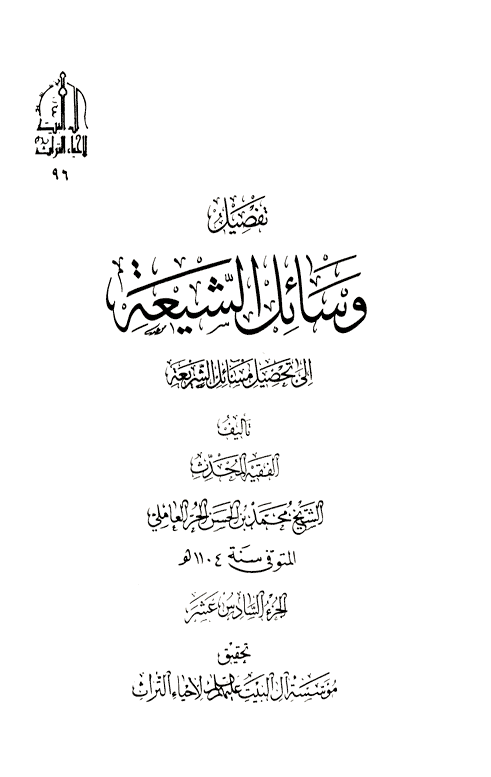 آل البيت
لإحياء التراث
٩٦
تفصيل
وسائل الشيعة
إلى تحصيل مسائل الشريعة
تأليف
الفقيه المحدث
الشيخ محمد بن الحسن الحر العاملي
المتوفى سنة ١١٠٤ هـ
الجزء السادس عشر
تحقيق
مؤسسة آل البيت عليهم السلام لإحياء التراث